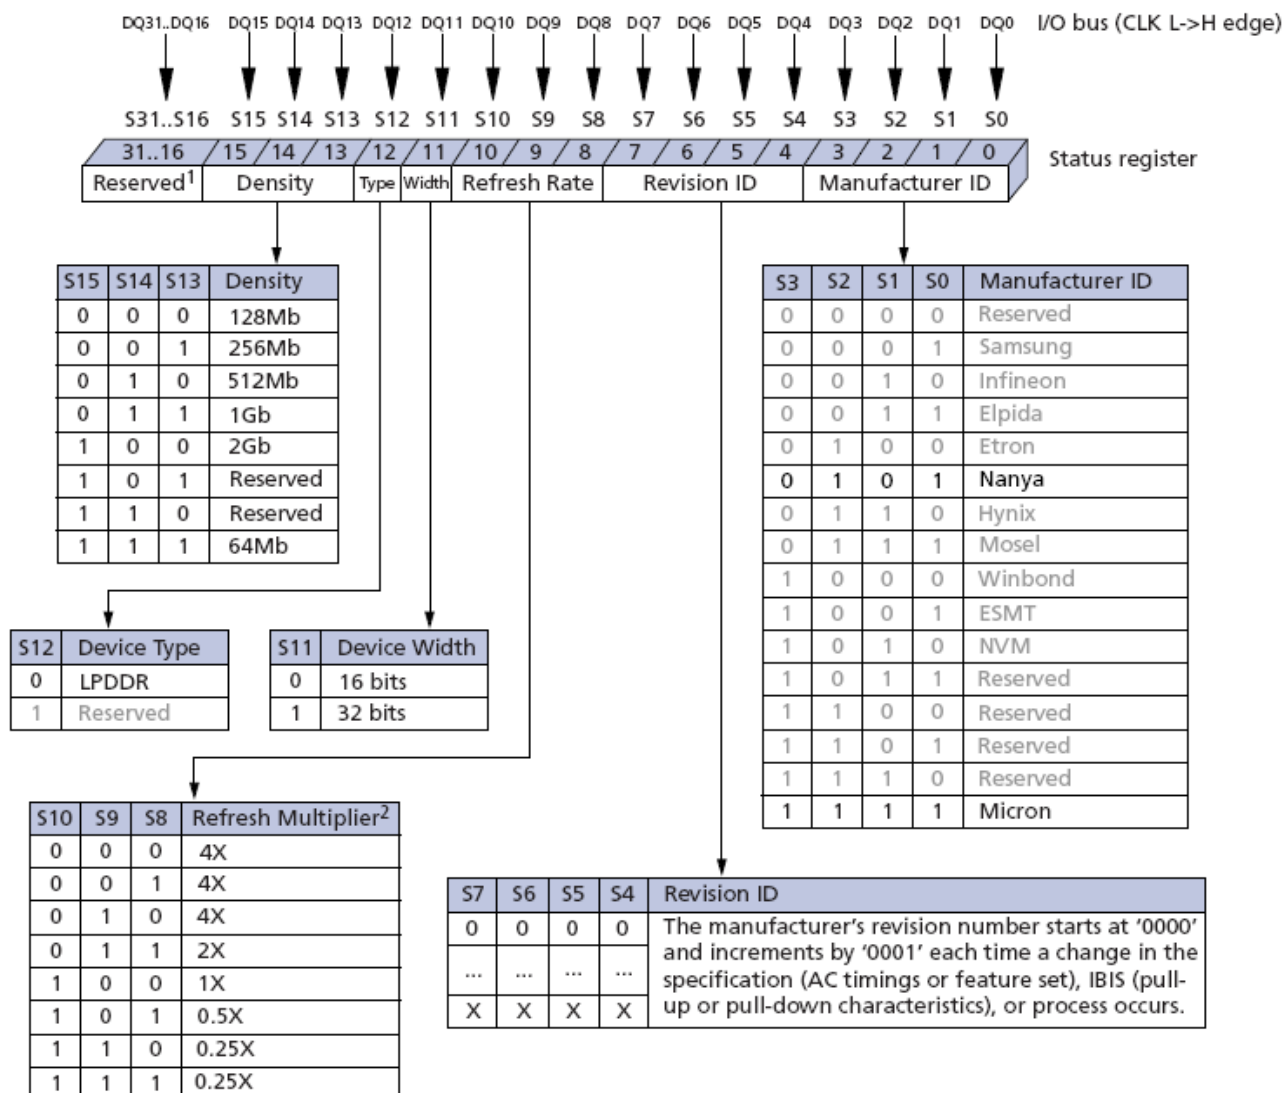 DQ31..DQ16 DQ15 DQ14 DQ13 DQ12 DQ11 DQ10 DQ9 DQ8 DQ7 DQ6 DQ5 DQ4 DQ3 DQ2 DQ1 DQ0 I/O bus (CLK L->H edge)
S31..S16 S15 S14 S13 S12 S11 S10 S9 S8 S7 S6 S5 S4 S3 S2 S1 S0
31..16 15 14 13 12 11 10 9 8 7 6 5 4 3 2 1 0 Status register
Reserved¹ Density Type Width Refresh Rate Revision ID Manufacturer ID
S15 S14 S13 Density
0 0 0 128Mb
0 0 1 256Mb
0 1 0 512Mb
0 1 1 1Gb
1 0 0 2Gb
1 0 1 Reserved
1 1 0 Reserved
1 1 1 64Mb
S3 S2 S1 S0 Manufacturer ID
0 0 0 0 Reserved
0 0 0 1 Samsung
0 0 1 0 Infineon
0 0 1 1 Elpida
0 1 0 0 Etron
0 1 0 1 Nanya
0 1 1 0 Hynix
0 1 1 1 Mosel
1 0 0 0 Winbond
1 0 0 1 ESMT
1 0 1 0 NVM
1 0 1 1 Reserved
1 1 0 0 Reserved
1 1 0 1 Reserved
1 1 1 0 Reserved
1 1 1 1 Micron
S12 Device Type
0 LPDDR
1 Reserved
S11 Device Width
0 16 bits
1 32 bits
S10 S9 S8 Refresh Multiplier²
0 0 0 4X
0 0 1 4X
0 1 0 4X
0 1 1 2X
1 0 0 1X
1 0 1 0.5X
1 1 0 0.25X
1 1 1 0.25X
S7 S6 S5 S4 Revision ID
0 0 0 0
... ... ... ...
X X X X
The manufacturer's revision number starts at '0000'
and increments by '0001' each time a change in the
specification (AC timings or feature set), IBIS (pull-
up or pull-down characteristics), or process occurs.